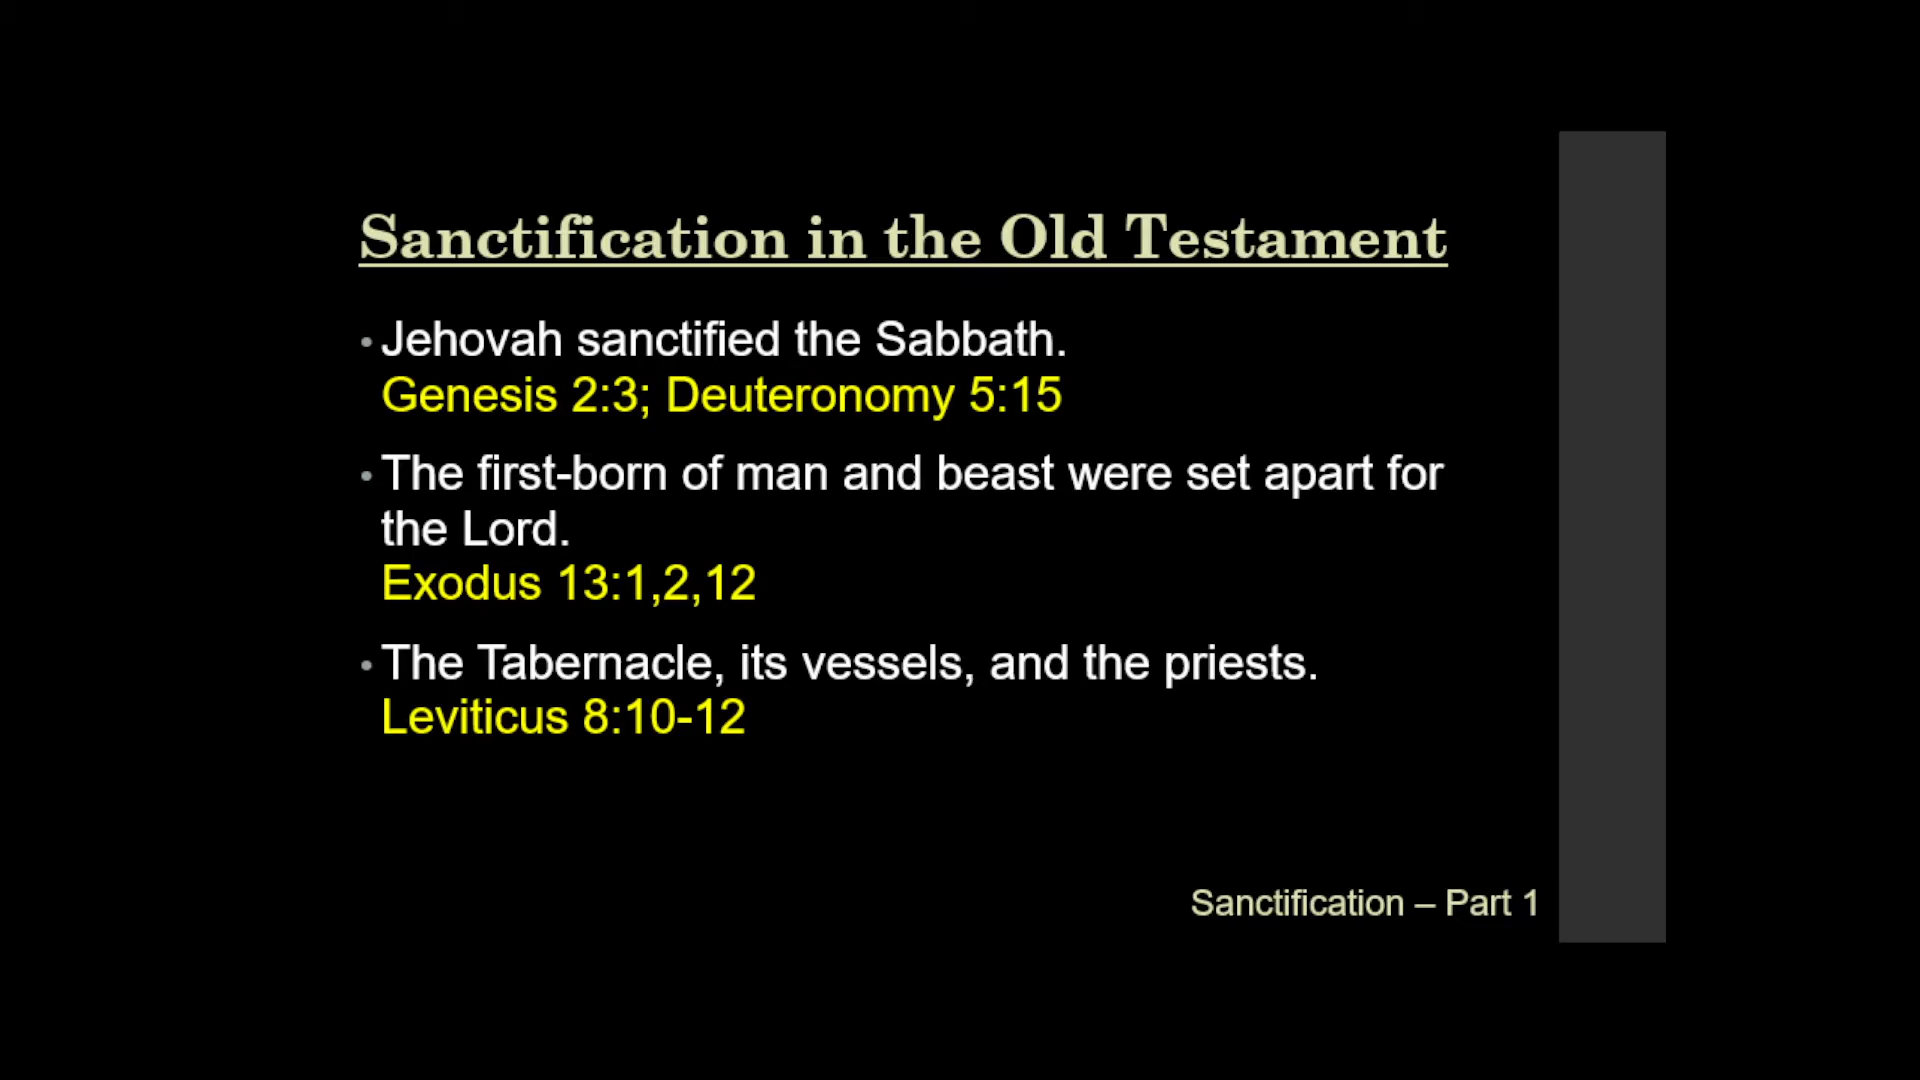 Sanctification in the Old Testament
• Jehovah sanctified the Sabbath.
Genesis 2:3; Deuteronomy 5:15
• The first-born of man and beast were set apart for
the Lord.
Exodus 13:1,2,12
• The Tabernacle, its vessels, and the priests.
Leviticus 8:10-12
Sanctification – Part 1